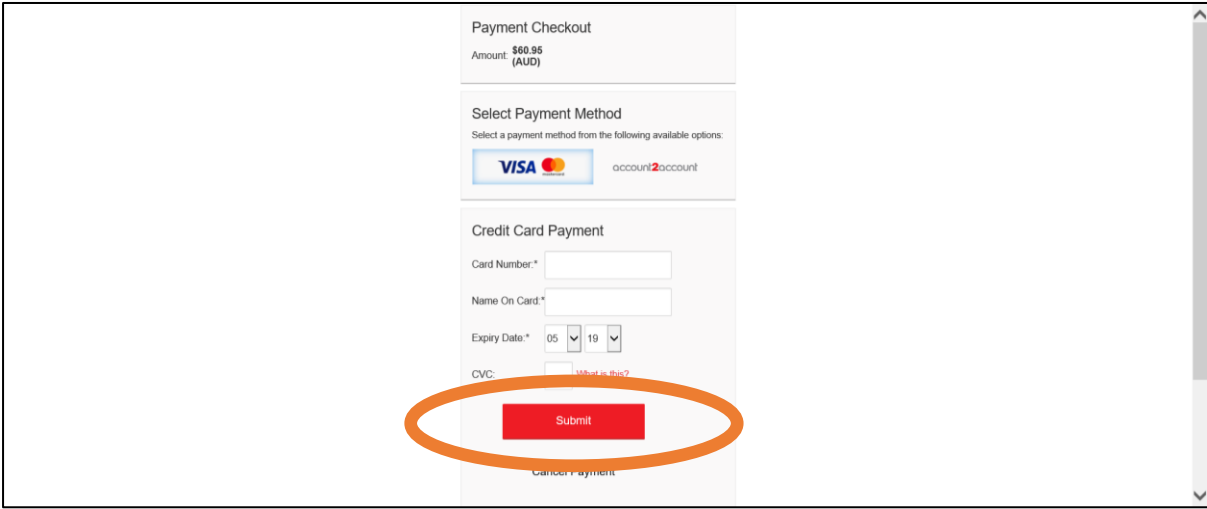 Payment Checkout
Amount: $60.95
(AUD)
Select Payment Method
Select a payment method from the following available options:
VISA mastercard account2account
Credit Card Payment
Card Number:*
Name On Card:*
Expiry Date:* 05 19
CVC: What is this?
Submit
Cancel Payment